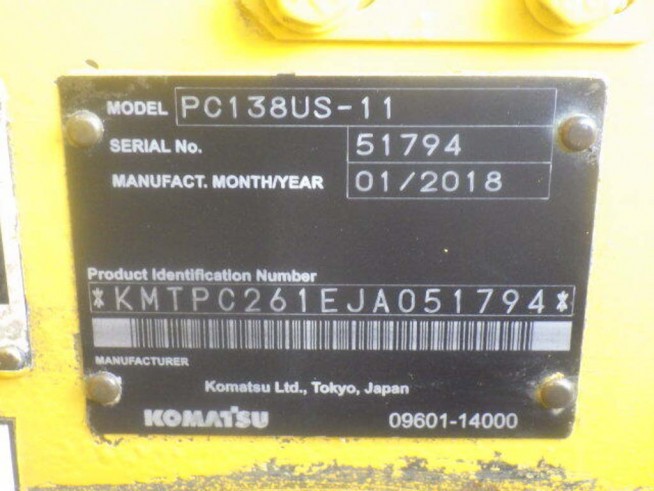 MODEL PC138US-11
SERIAL No. 51794
MANUFACT. MONTH/YEAR 01/2018
Product Identification Number
*KMTPC261EJA051794*
MANUFACTURER
Komatsu Ltd., Tokyo, Japan
KOMATSU 09601-14000